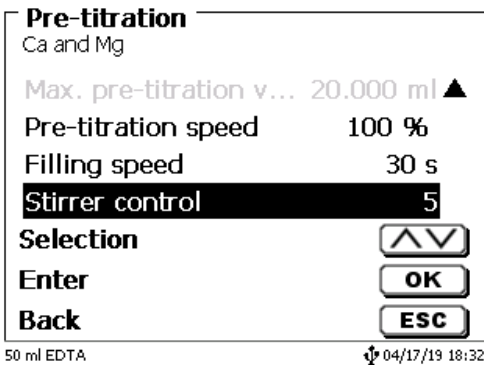 Pre-titration
Ca and Mg
Max. pre-titration v... 20.000 ml
Pre-titration speed 100 %
Filling speed 30 s
Stirrer control 5
Selection
Enter OK
Back ESC
50 ml EDTA 04/17/19 18:32